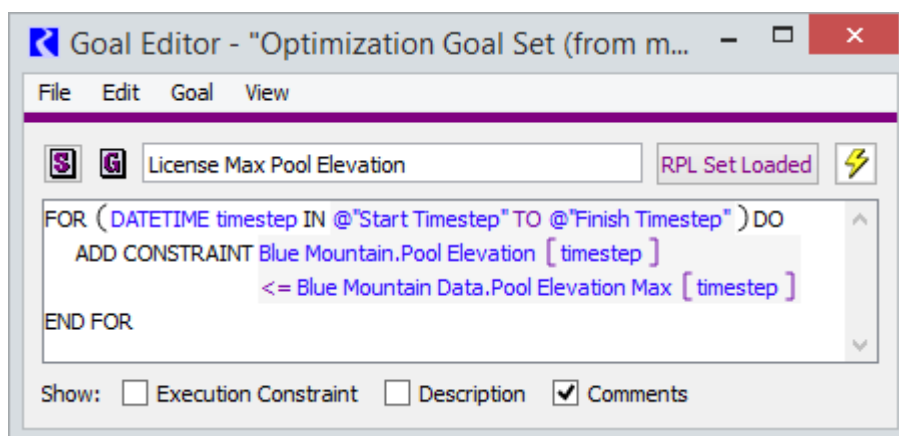 Goal Editor - "Optimization Goal Set (from m...
File Edit Goal View
S G License Max Pool Elevation RPL Set Loaded
FOR ( DATETIME timestep IN @"Start Timestep" TO @"Finish Timestep" ) DO
ADD CONSTRAINT Blue Mountain.Pool Elevation [ timestep ]
<= Blue Mountain Data.Pool Elevation Max [ timestep ]
END FOR
Show: Execution Constraint Description Comments